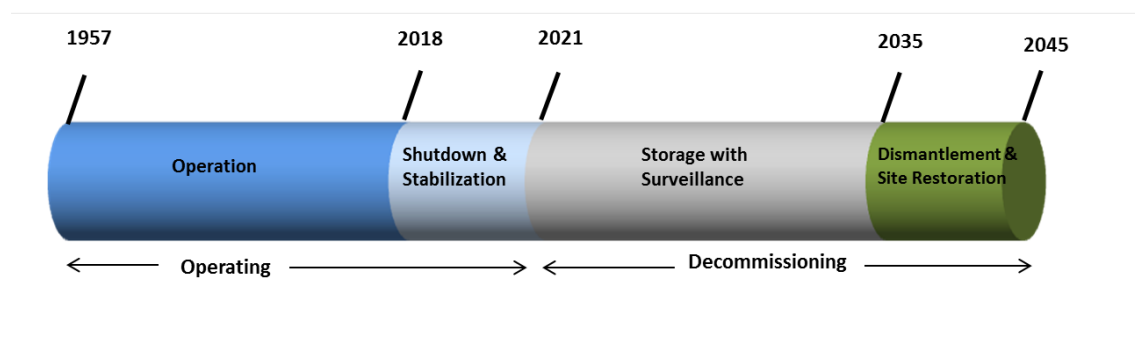 1957
2018
2021
2035
2045
Operation
Shutdown &
Stabilization
Storage with
Surveillance
Dismantlement &
Site Restoration
Operating
Decommissioning